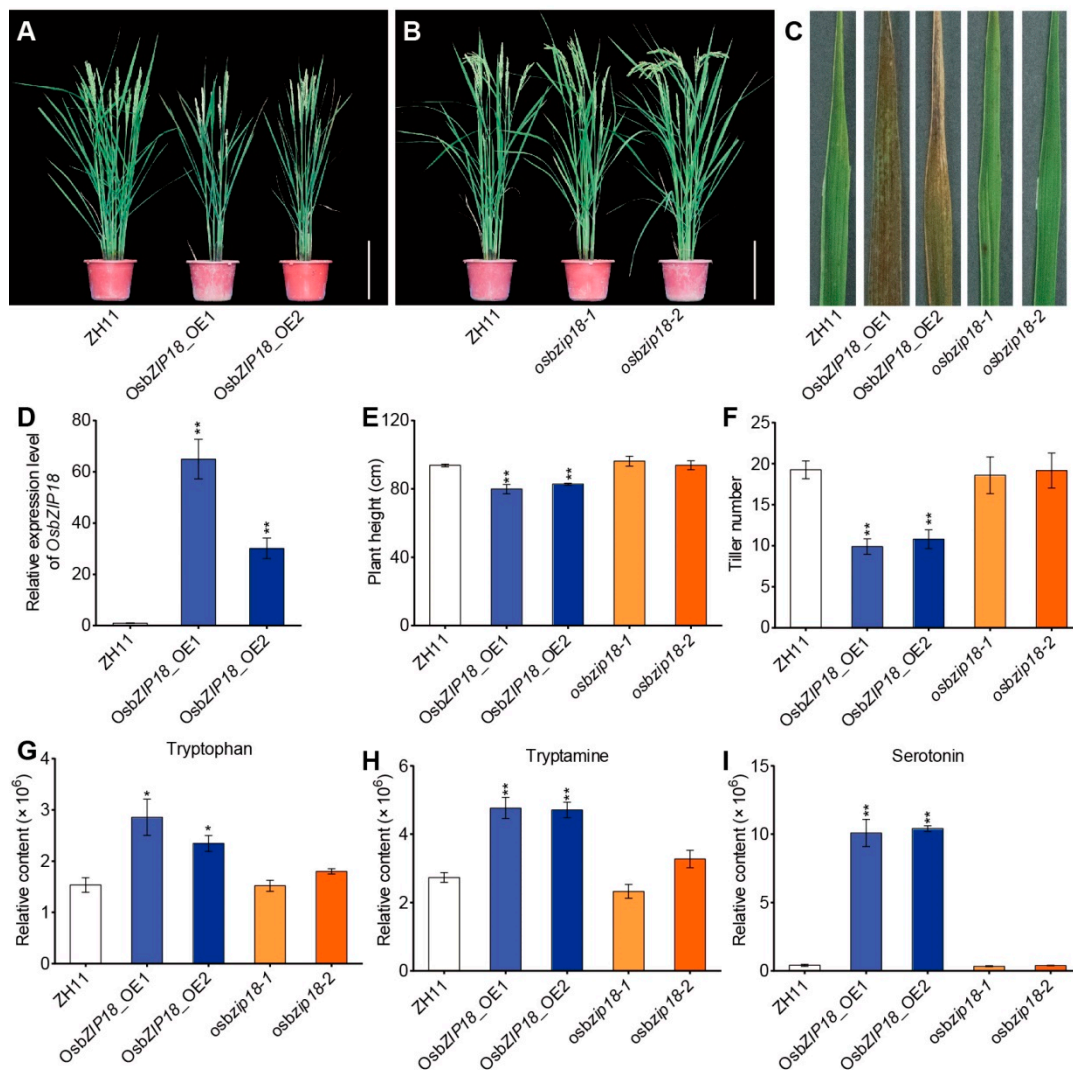 A
B
C
ZH11
OsbZIP18_OE1
OsbZIP18_OE2
ZH11
osbzip18-1
osbzip18-2
ZH11
OsbZIP18_OE1
OsbZIP18_OE2
osbzip18-1
osbzip18-2
D
Relative expression level
of OsbZIP18
80
60
40
20
0
**
**
ZH11
OsbZIP18_OE1
OsbZIP18_OE2
E
Plant height (cm)
120
80
40
0
**
**
ZH11
OsbZIP18_OE1
OsbZIP18_OE2
osbzip18-1
osbzip18-2
F
Tiller number
25
20
15
10
5
0
**
**
ZH11
OsbZIP18_OE1
OsbZIP18_OE2
osbzip18-1
osbzip18-2
G
Tryptophan
Relative content (× 10⁶)
4
3
2
1
0
*
*
ZH11
OsbZIP18_OE1
OsbZIP18_OE2
osbzip18-1
osbzip18-2
H
Tryptamine
Relative content (× 10⁶)
6
4
2
0
**
**
ZH11
OsbZIP18_OE1
OsbZIP18_OE2
osbzip18-1
osbzip18-2
I
Serotonin
Relative content (× 10⁶)
15
10
5
0
**
**
ZH11
OsbZIP18_OE1
OsbZIP18_OE2
osbzip18-1
osbzip18-2